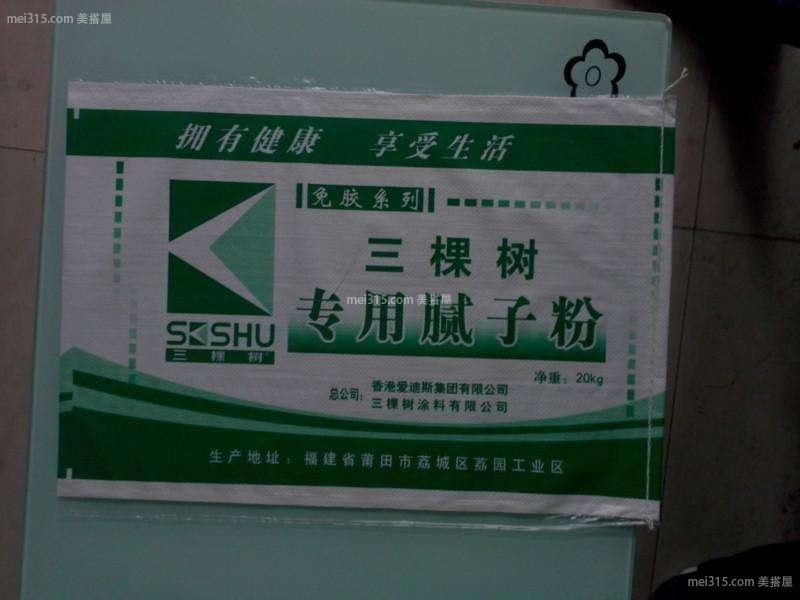 mei315.com 美搭屋
拥有健康 享受生活
免胶系列
三棵树
mei315.com 美搭屋
专用腻子粉
SKSHU
三棵树
净重：20kg
总公司：
香港爱迪斯集团有限公司
三棵树涂料有限公司
生产地址：福建省莆田市荔城区荔园工业区
mei315.com 美搭屋